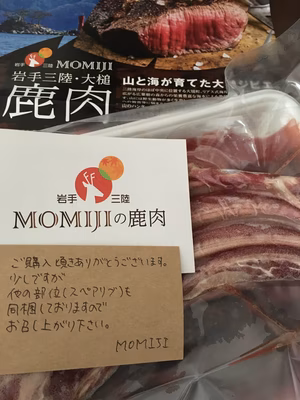 岩手 三陸 MOMIJI
岩手三陸・大槌
鹿肉
山と海が育てた大
岩手 三陸
MOMIJIの鹿肉
ご購入頂きありがとうございます。
少しですが
他の部位(スペアリブ)を
同梱しておりますので
お召し上がり下さい。
MOMIJI